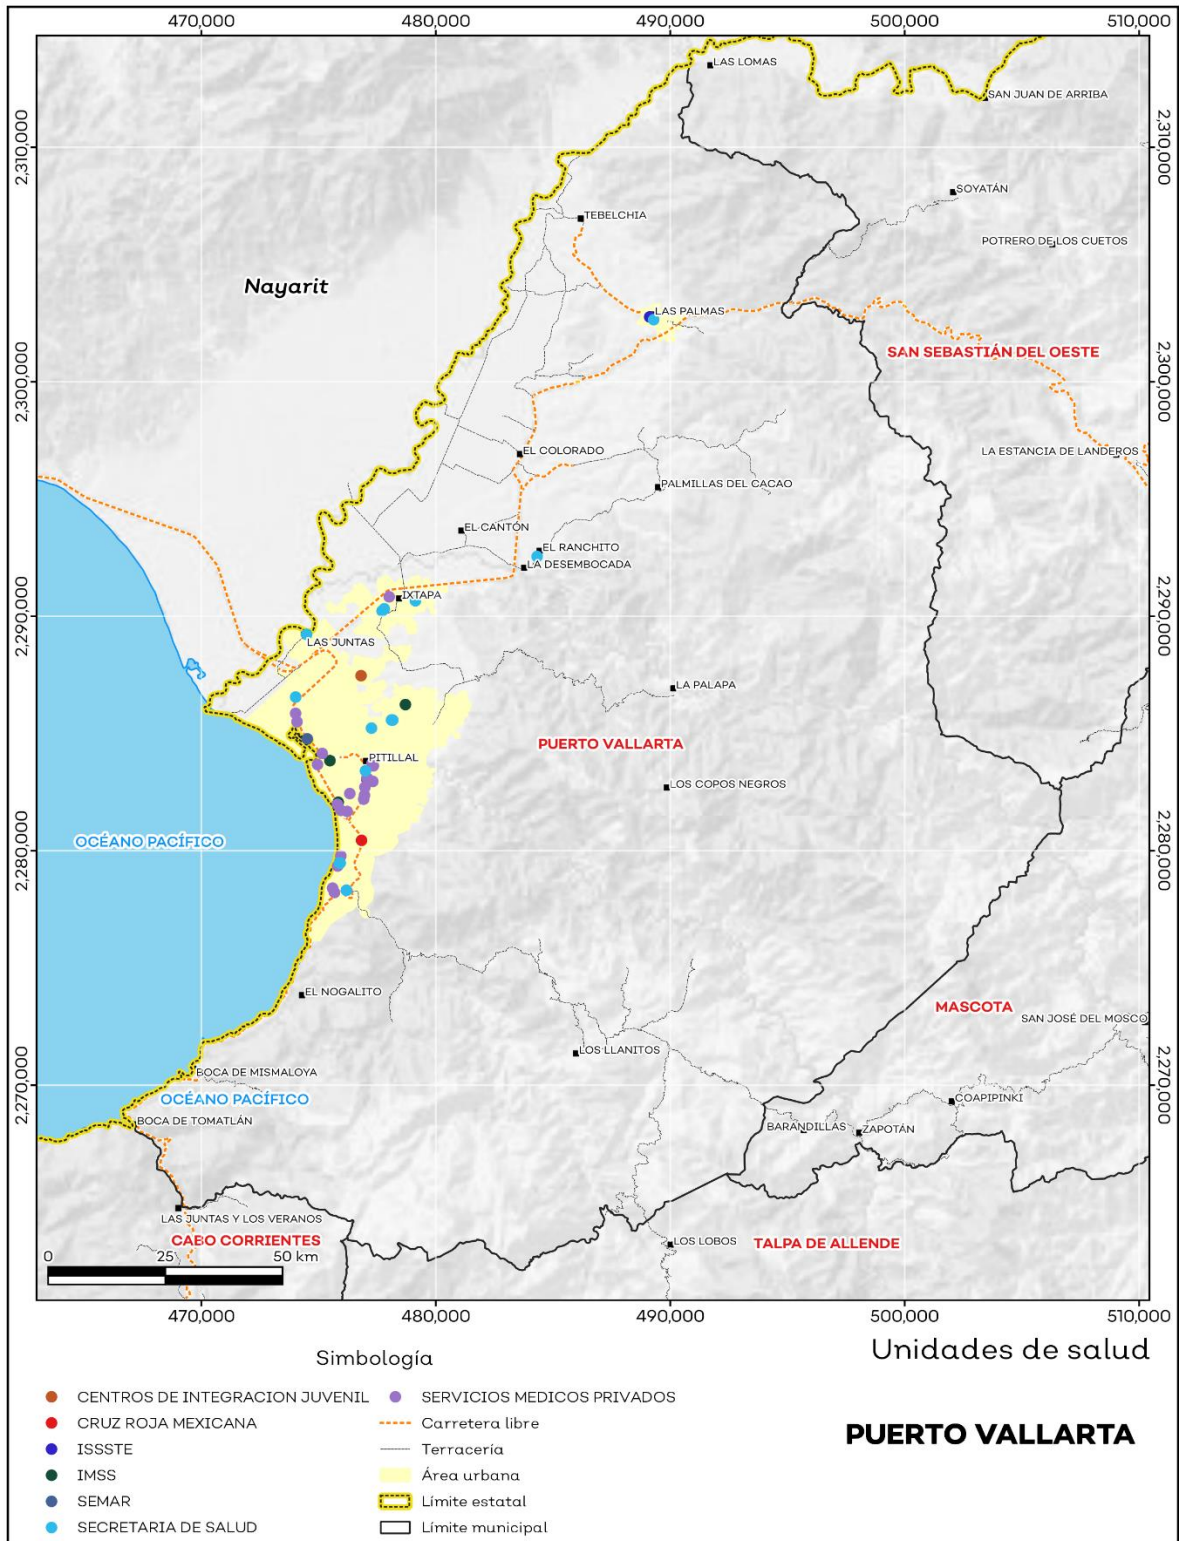 470,000
480,000
490,000
500,000
510,000
LAS LOMAS
SAN JUAN DE ARRIBA
2,310,000
2,310,000
SOYATÁN
TEBELCHIA
POTRERO DE LOS CUETOS
Nayarit
LAS PALMAS
SAN SEBASTIÁN DEL OESTE
2,300,000
2,300,000
EL COLORADO
LA ESTANCIA DE LANDEROS
PALMILLAS DEL CACAO
EL CANTÓN
EL RANCHITO
LA DESEMBOCADA
IXTAPA
2,290,000
2,290,000
LAS JUNTAS
LA PALAPA
PUERTO VALLARTA
PITILLAL
LOS COPOS NEGROS
OCÉANO PACÍFICO
2,280,000
2,280,000
EL NOGALITO
MASCOTA
SAN JOSÉ DEL MOSCO
LOS LLANITOS
BOCA DE MISMALOYA
2,270,000
2,270,000
OCÉANO PACÍFICO
COAPIPINKI
BOCA DE TOMATLÁN
BARANDILLAS
ZAPOTÁN
LAS JUNTAS Y LOS VERANOS
CABO CORRIENTES
LOS LOBOS
TALPA DE ALLENDE
0 25 50 km
470,000
480,000
490,000
500,000
510,000
Simbología
Unidades de salud
CENTROS DE INTEGRACION JUVENIL
CRUZ ROJA MEXICANA
ISSSTE
IMSS
SEMAR
SECRETARIA DE SALUD
SERVICIOS MEDICOS PRIVADOS
Carretera libre
Terracería
Área urbana
Límite estatal
Límite municipal
PUERTO VALLARTA